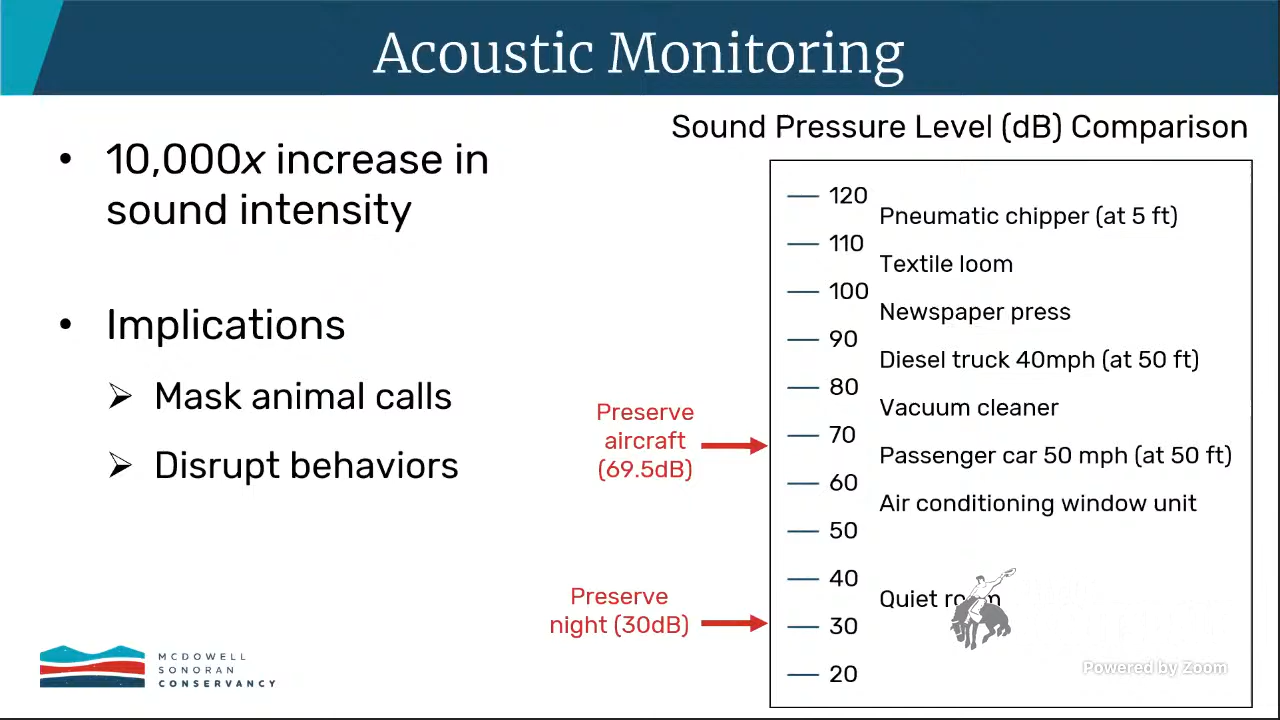 Acoustic Monitoring
• 10,000x increase in
sound intensity
• Implications
➢ Mask animal calls
➢ Disrupt behaviors
Sound Pressure Level (dB) Comparison
120
Pneumatic chipper (at 5 ft)
110
Textile loom
100
Newspaper press
90
Diesel truck 40mph (at 50 ft)
80
Vacuum cleaner
70
Passenger car 50 mph (at 50 ft)
60
Air conditioning window unit
50
40
Quiet room
30
20
Preserve
aircraft
(69.5dB)
Preserve
night (30dB)
MCDOWELL
SONORAN
CONSERVANCY
Powered by Zoom